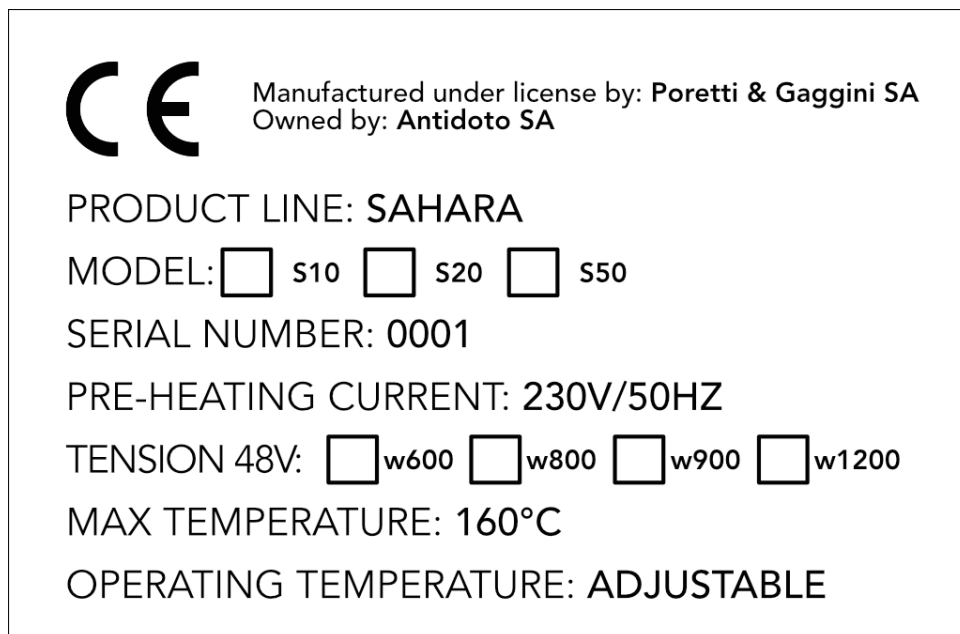 CE
Manufactured under license by: Poretti & Gaggini SA
Owned by: Antidoto SA
PRODUCT LINE: SAHARA
MODEL: S10 S20 S50
SERIAL NUMBER: 0001
PRE-HEATING CURRENT: 230V/50HZ
TENSION 48V: w600 w800 w900 w1200
MAX TEMPERATURE: 160°C
OPERATING TEMPERATURE: ADJUSTABLE